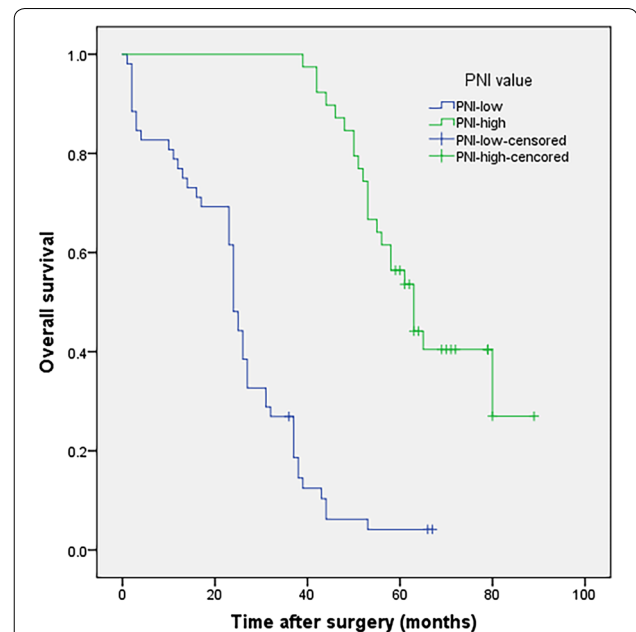 PNI value
PNI-low
PNI-high
PNI-low-censored
PNI-high-cencored
1.0
0.8
0.6
0.4
0.2
0.0
Overall survival
0 20 40 60 80 100
Time after surgery (months)